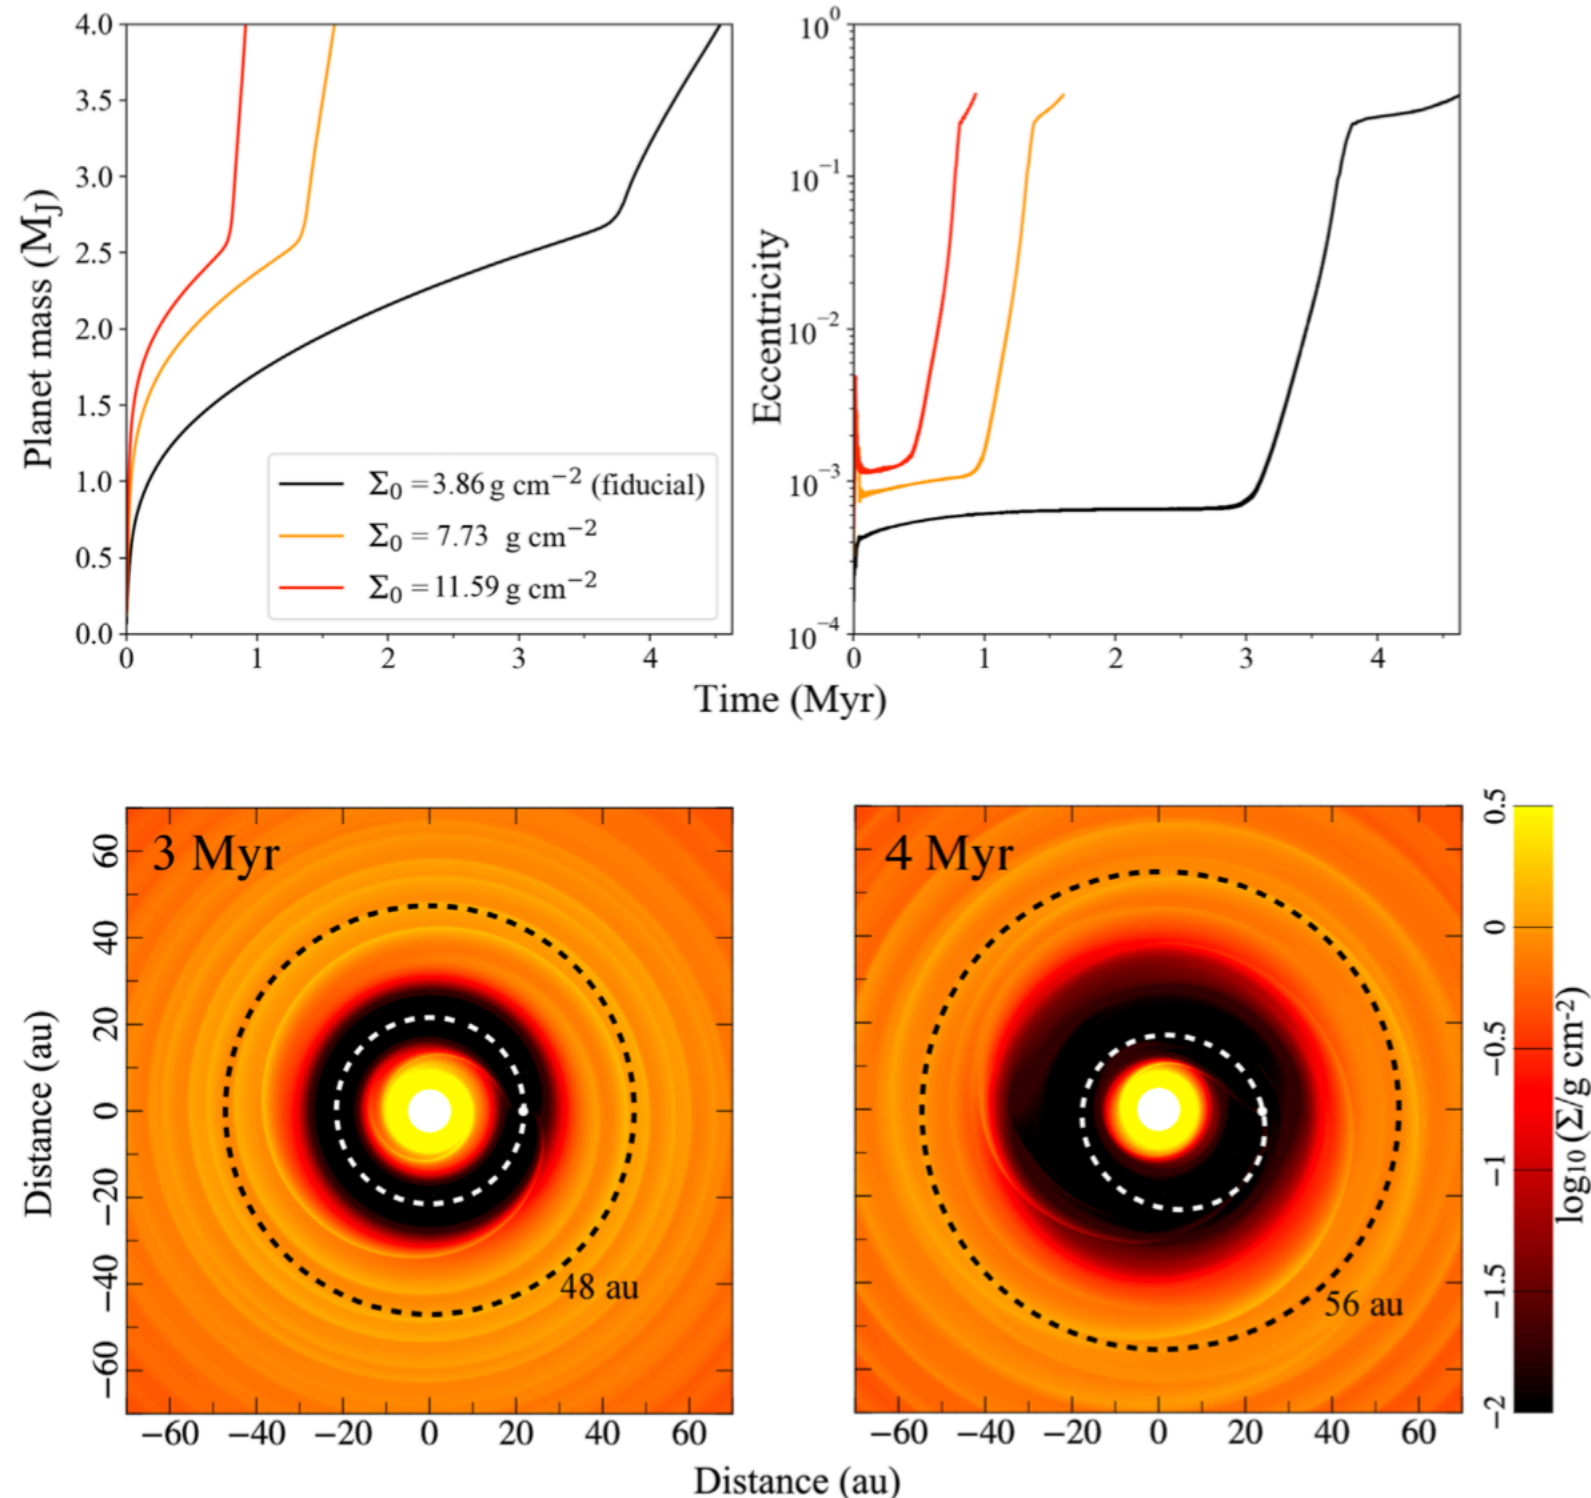 4.0
3.5
3.0
2.5
2.0
1.5
1.0
0.5
0.0
Planet mass (M_J)
Σ₀ = 3.86 g cm⁻² (fiducial)
Σ₀ = 7.73 g cm⁻²
Σ₀ = 11.59 g cm⁻²
0 1 2 3 4
10⁰
10⁻¹
10⁻²
10⁻³
10⁻⁴
Eccentricity
0 1 2 3 4
Time (Myr)
3 Myr
48 au
60
40
20
0
−20
−40
−60
Distance (au)
−60 −40 −20 0 20 40 60
4 Myr
56 au
−60 −40 −20 0 20 40 60
Distance (au)
0.5
0
−0.5
−1
−1.5
−2
log₁₀ (Σ/g cm⁻²)